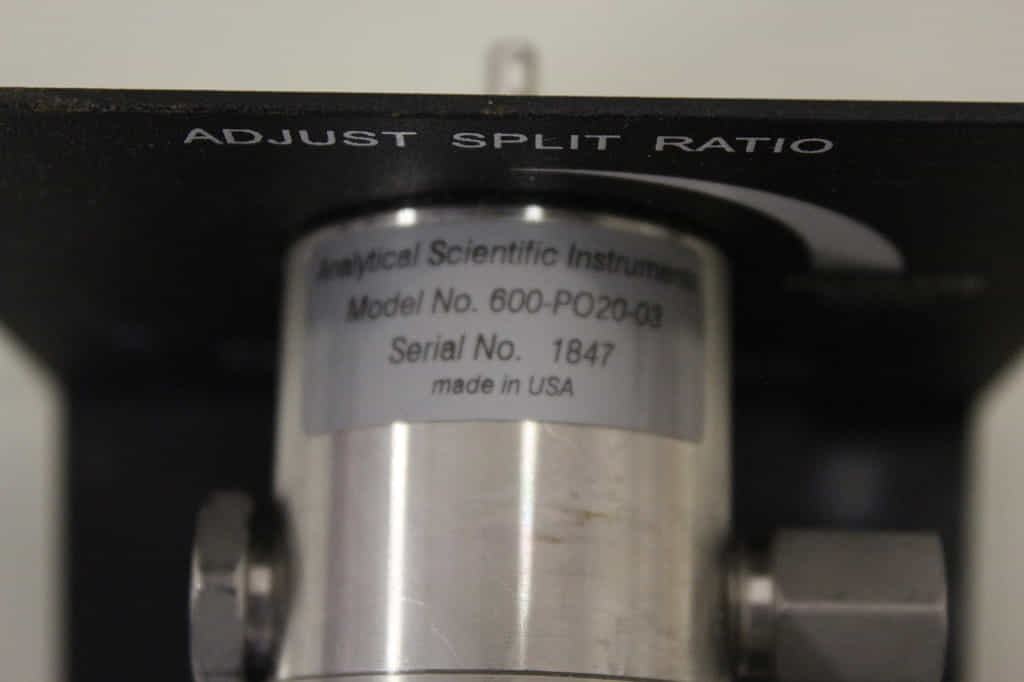 ADJUST SPLIT RATIO
Analytical Scientific Instruments
Model No. 600-PO20-03
Serial No. 1847
made in USA